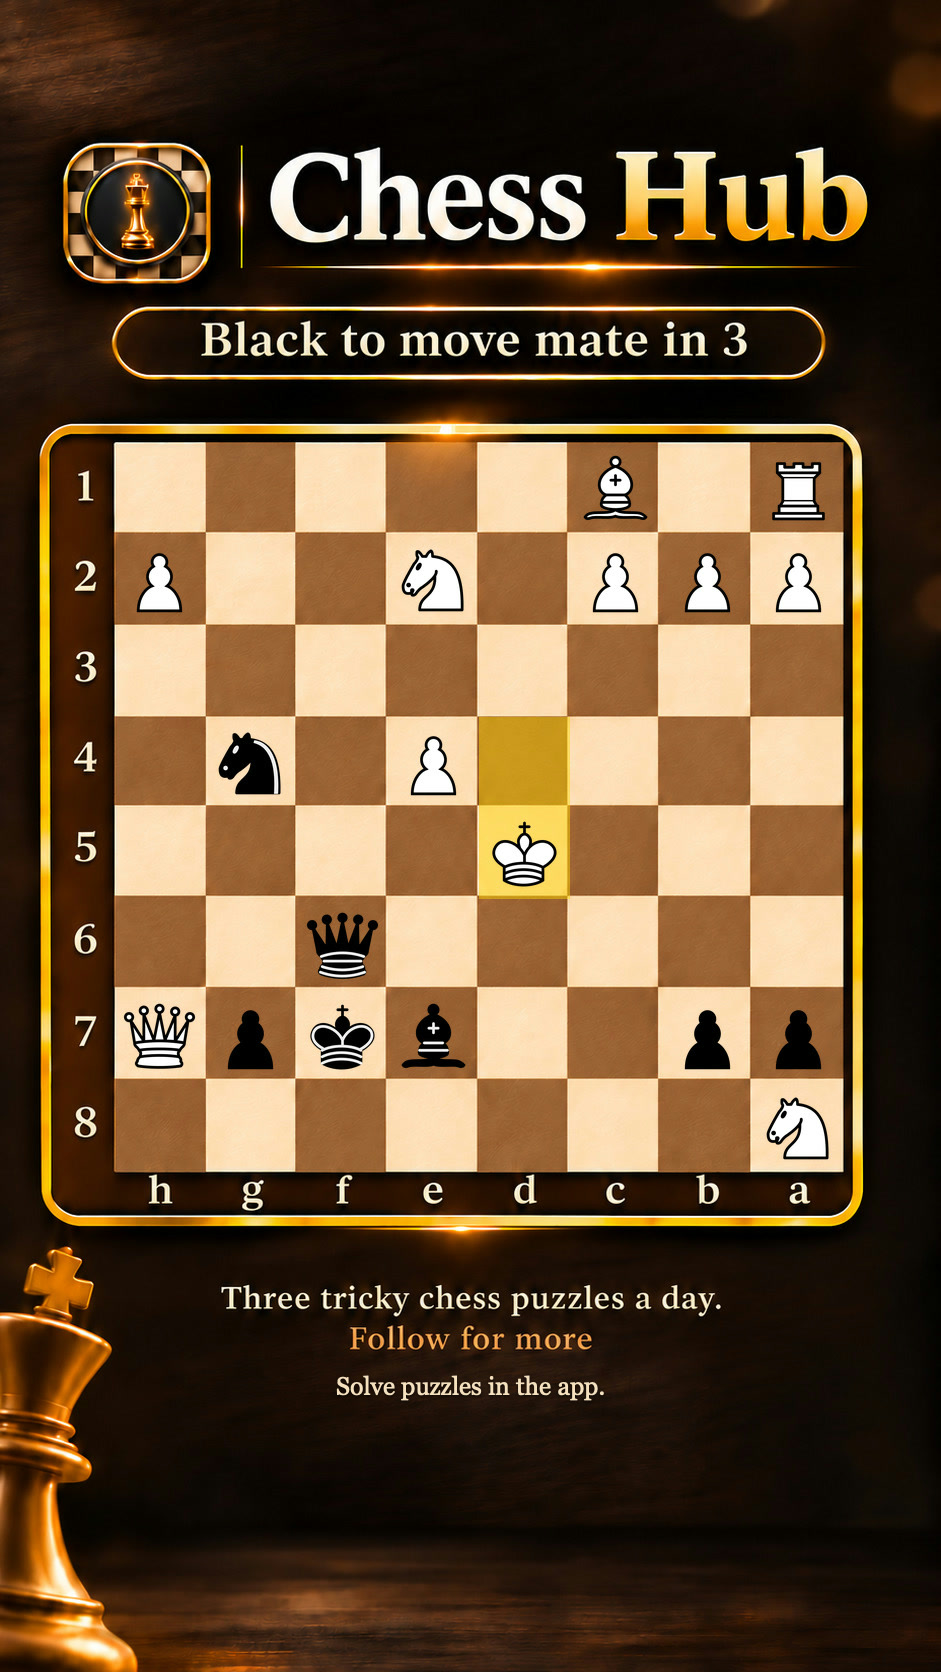 Chess Hub
Black to move mate in 3
1
2
3
4
5
6
7
8
h g f e d c b a
Three tricky chess puzzles a day.
Follow for more
Solve puzzles in the app.